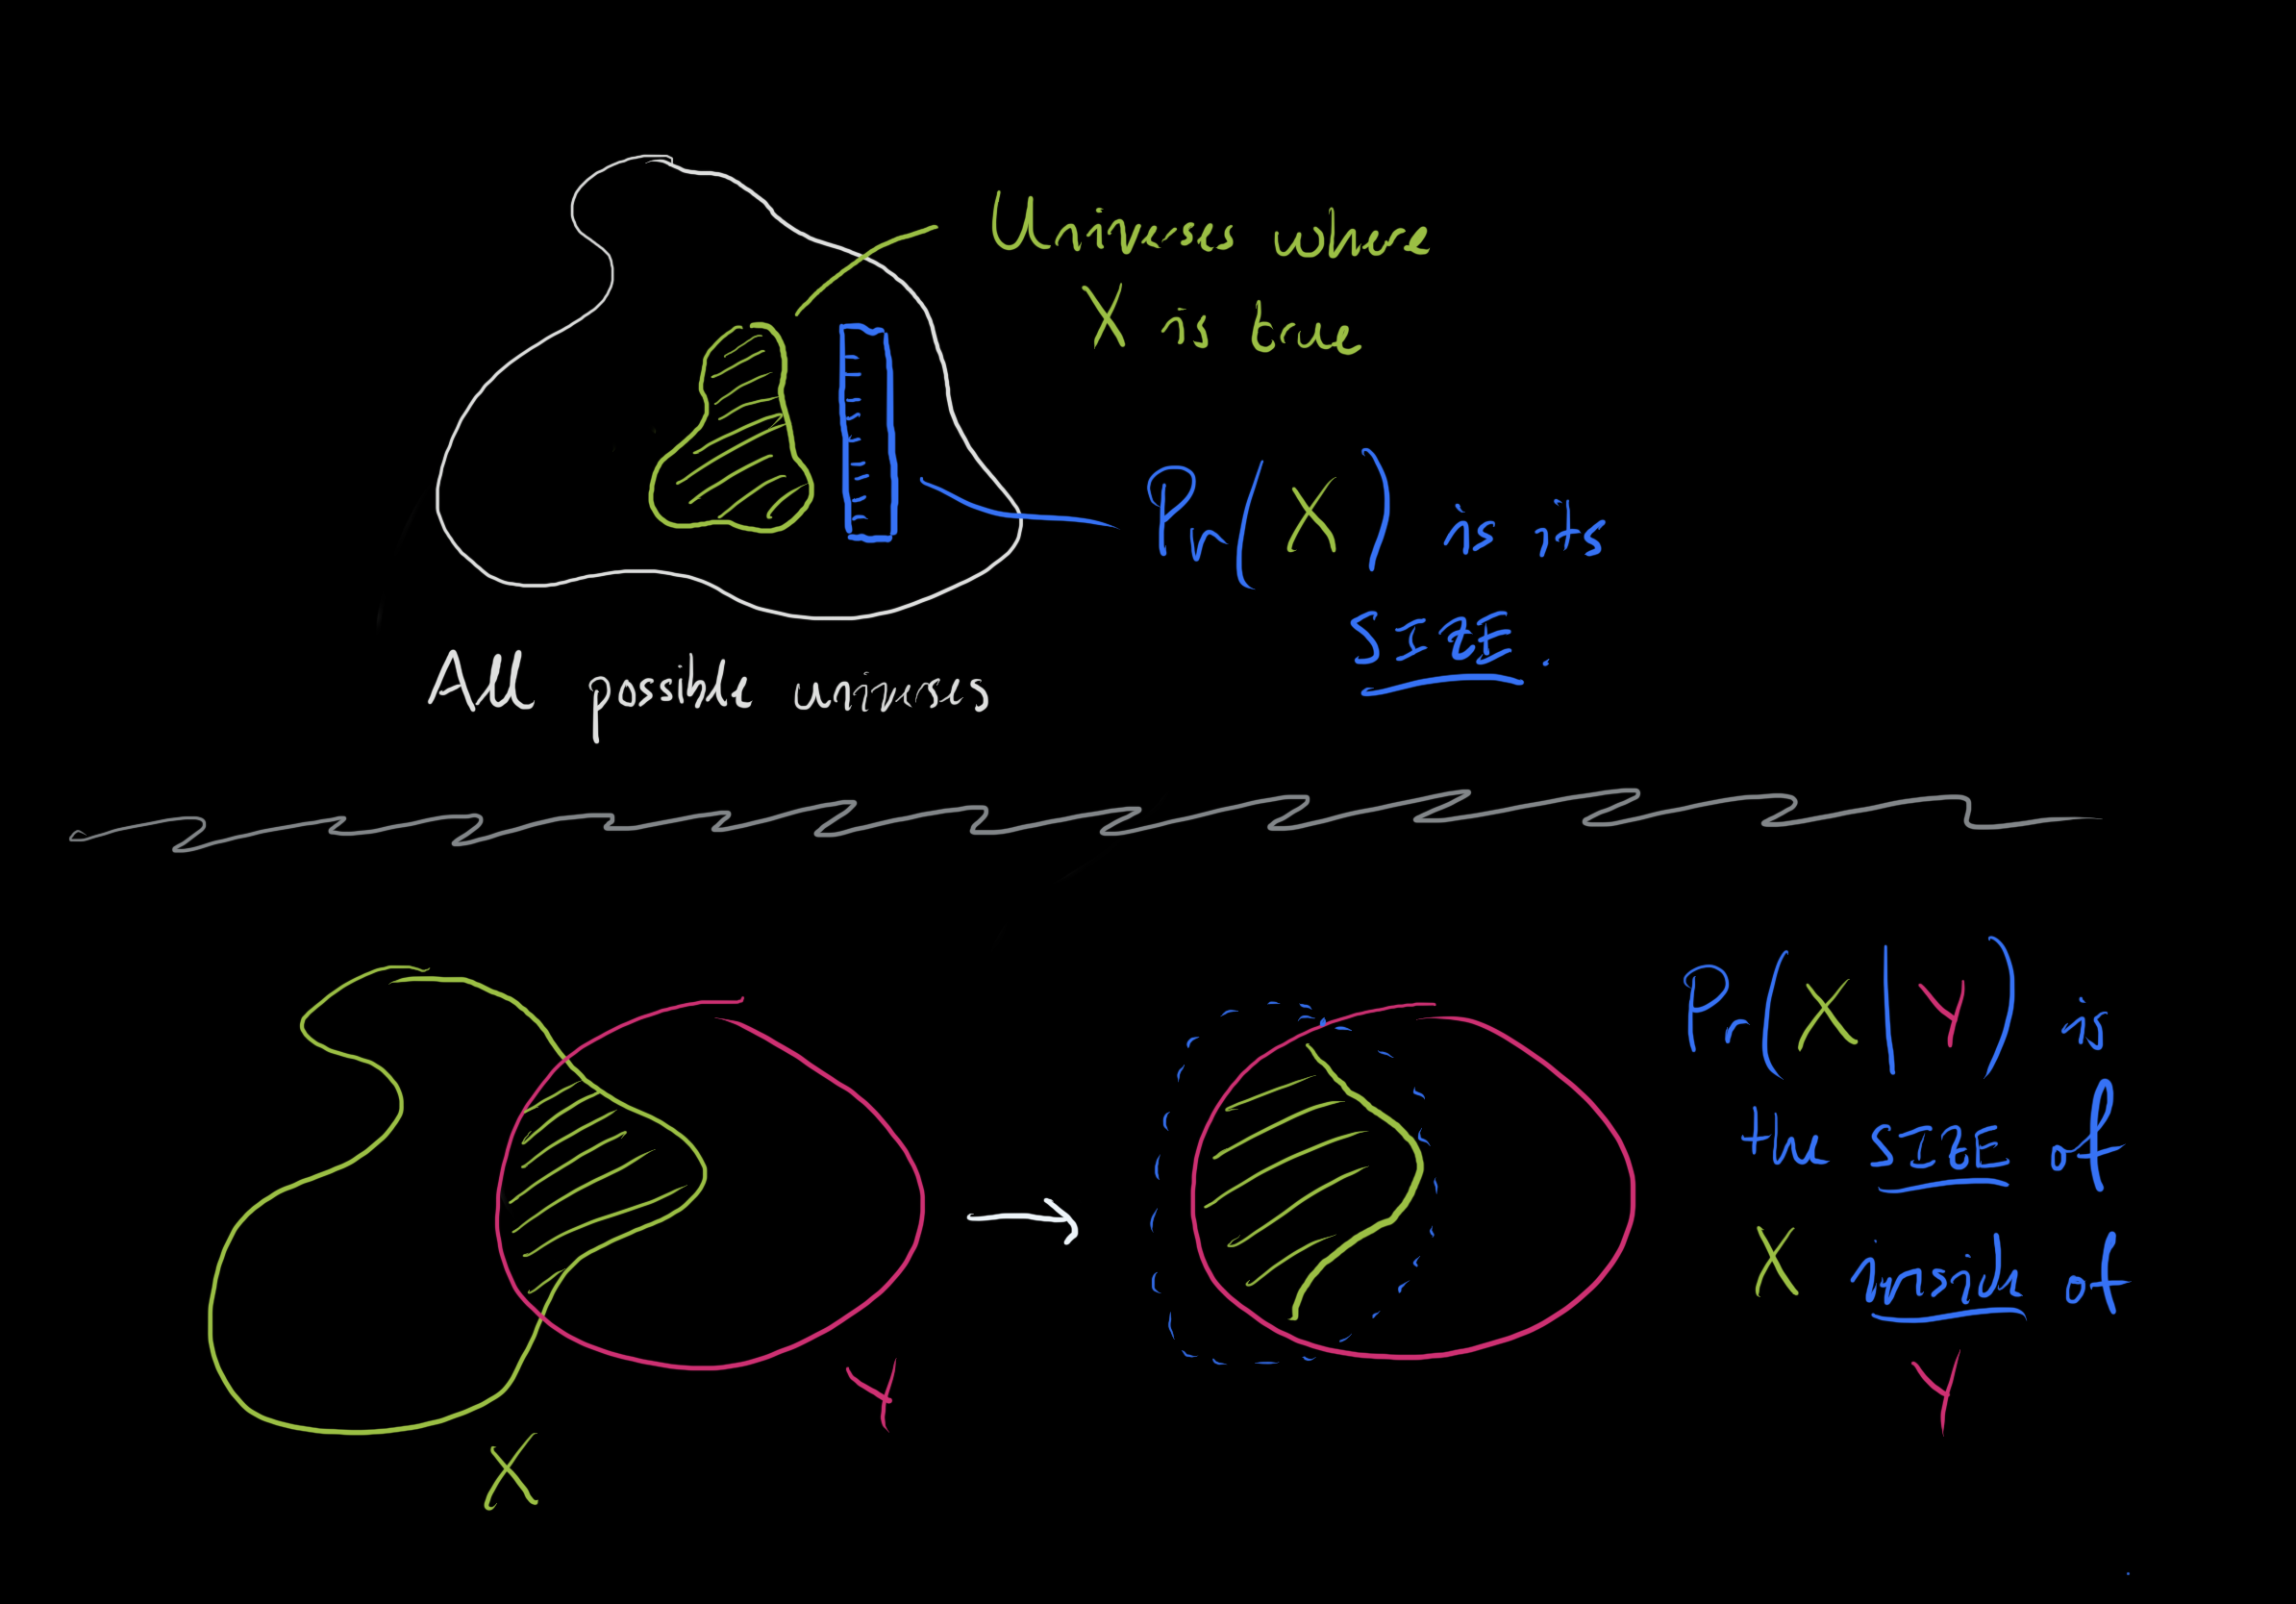 Universes where
X is true
Pr(X) is its
SIZE.
All possible universes
Pr(X|Y) is
the SIZE of
X inside of
Y
Y
X